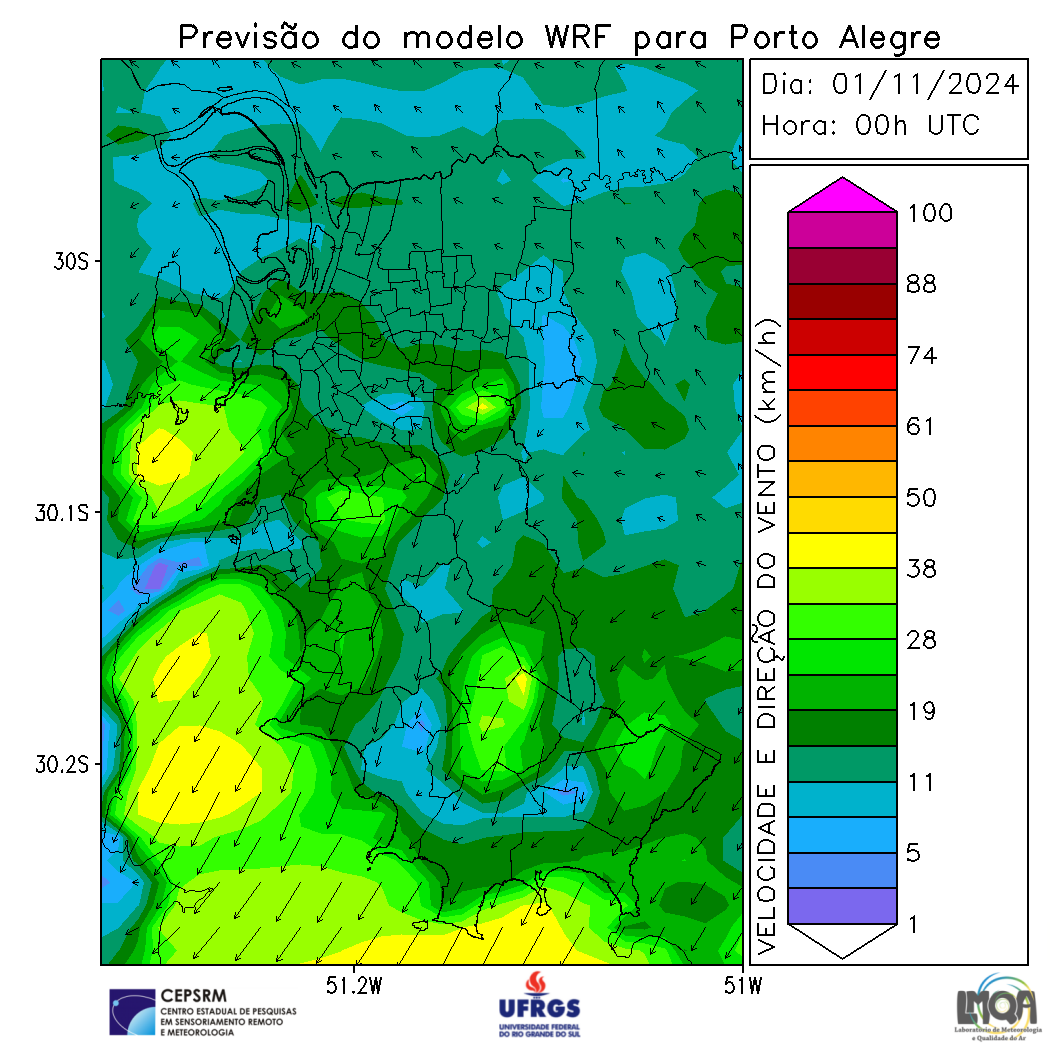 Previsão do modelo WRF para Porto Alegre
Dia: 01/11/2024
Hora: 00h UTC
30S
30.1S
30.2S
51.2W
51W
VELOCIDADE E DIREÇÃO DO VENTO (km/h)
100
88
74
61
50
38
28
19
11
5
1
CEPSRM
CENTRO ESTADUAL DE PESQUISAS
EM SENSORIAMENTO REMOTO
E METEOROLOGIA
UFRGS
UNIVERSIDADE FEDERAL
DO RIO GRANDE DO SUL
LMQA
Laboratório de Meteorologia
e Qualidade do Ar